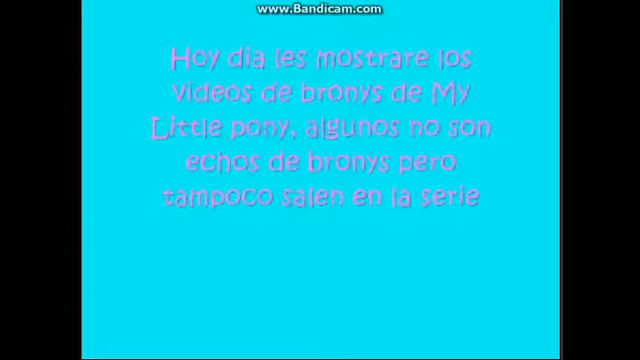 www.Bandicam.com
Hoy dia les mostrare los
videos de bronys de My
Little pony, algunos no son
echos de bronys pero
tampoco salen en la serie